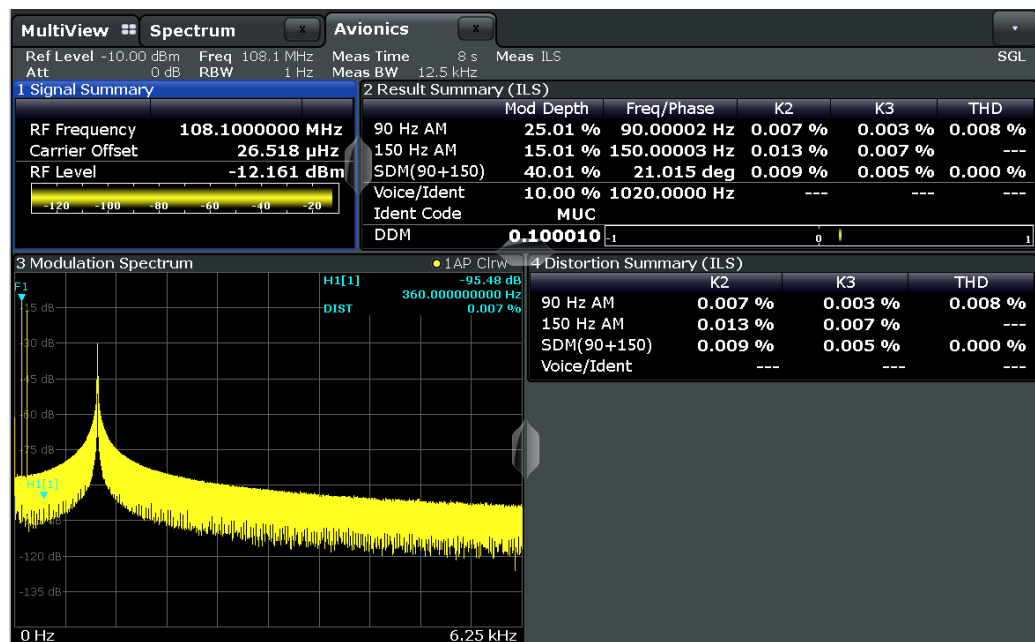 MultiView Spectrum x Avionics x
Ref Level -10.00 dBm Freq 108.1 MHz Meas Time 8 s Meas ILS SGL
Att 0 dB RBW 1 Hz Meas BW 12.5 kHz
1 Signal Summary
RF Frequency 108.1000000 MHz
Carrier Offset 26.518 µHz
RF Level -12.161 dBm
-120 -100 -80 -60 -40 -20
2 Result Summary (ILS)
Mod Depth Freq/Phase K2 K3 THD
90 Hz AM 25.01 % 90.00002 Hz 0.007 % 0.003 % 0.008 %
150 Hz AM 15.01 % 150.00003 Hz 0.013 % 0.007 % ---
SDM(90+150) 40.01 % 21.015 deg 0.009 % 0.005 % 0.000 %
Voice/Ident 10.00 % 1020.0000 Hz --- --- ---
Ident Code MUC
DDM 0.100010 -1 0 1
3 Modulation Spectrum 1AP Clrw
F1 H1[1] -95.48 dB
360.000000000 Hz
DIST 0.007 %
-15 dB
-30 dB
-45 dB
-60 dB
-75 dB
H1[1]
-120 dB
-135 dB
0 Hz 6.25 kHz
4 Distortion Summary (ILS)
K2 K3 THD
90 Hz AM 0.007 % 0.003 % 0.008 %
150 Hz AM 0.013 % 0.007 % ---
SDM(90+150) 0.009 % 0.005 % 0.000 %
Voice/Ident --- --- ---